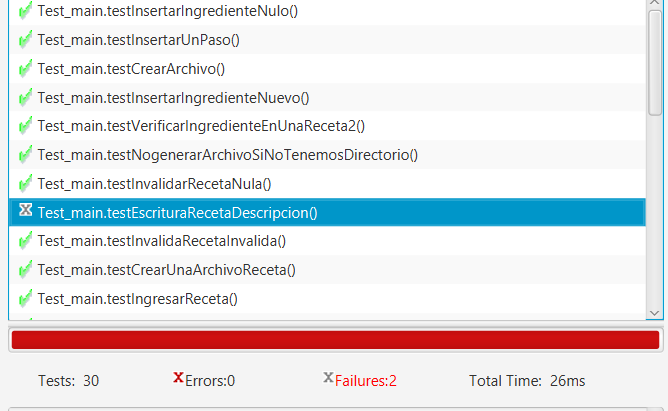 Test_main.testInsertarIngredienteNulo()
Test_main.testInsertarUnPaso()
Test_main.testCrearArchivo()
Test_main.testInsertarIngredienteNuevo()
Test_main.testVerificarIngredienteEnUnaReceta2()
Test_main.testNogenerarArchivoSiNoTenemosDirectorio()
Test_main.testInvalidarRecetaNula()
Test_main.testEscrituraRecetaDescripcion()
Test_main.testInvalidaRecetaInvalida()
Test_main.testCrearUnaArchivoReceta()
Test_main.testIngresarReceta()
Tests: 30 Errors:0 Failures:2 Total Time: 26ms